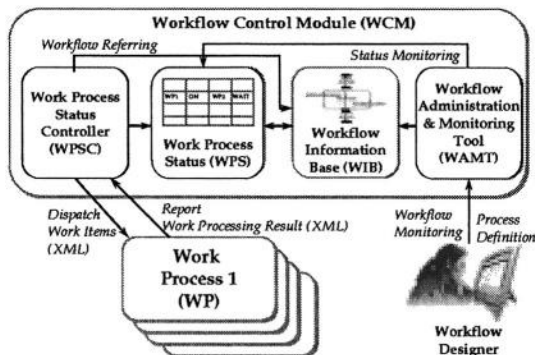 Workflow Control Module (WCM)
Workflow Referring
Status Monitoring
Work Process
Status
Controller
(WPSC)
WP1 ON WP2 WAIT
Work Process
Status (WPS)
Workflow
Information
Base (WIB)
Workflow
Administration
& Monitoring
Tool
(WAMT)
Dispatch
Work Items
(XML)
Report
Work Processing Result (XML)
Workflow
Monitoring
Process
Definition
Work
Process 1
(WP)
Workflow
Designer